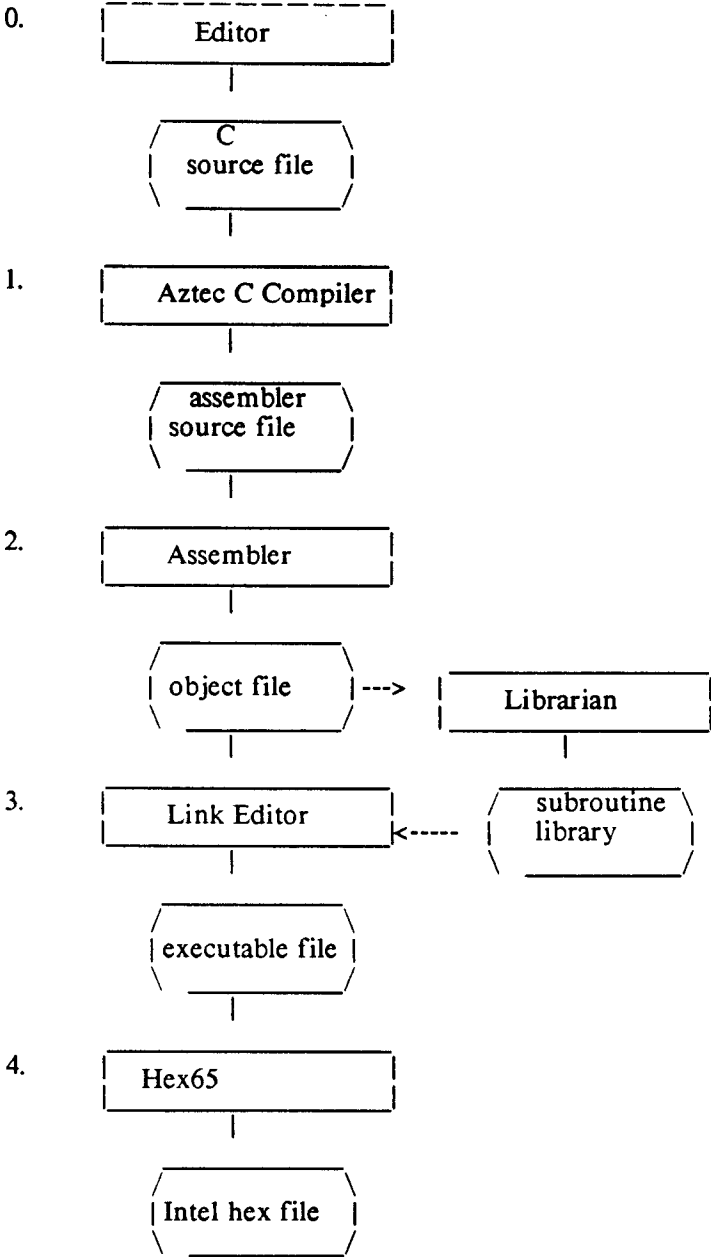 0.
Editor
C
source file
1.
Aztec C Compiler
assembler
source file
2.
Assembler
object file
--->
Librarian
3.
Link Editor
<-----
subroutine
library
executable file
4.
Hex65
Intel hex file